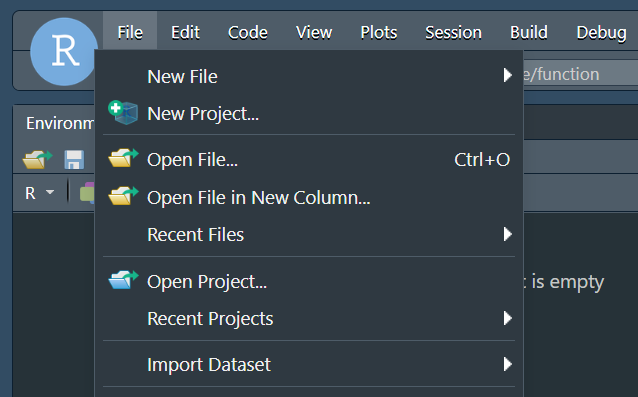 R File Edit Code View Plots Session Build Debug
New File
e/function
New Project...
Environm
Open File... Ctrl+O
R
Open File in New Column...
Recent Files
Open Project...
is empty
Recent Projects
Import Dataset